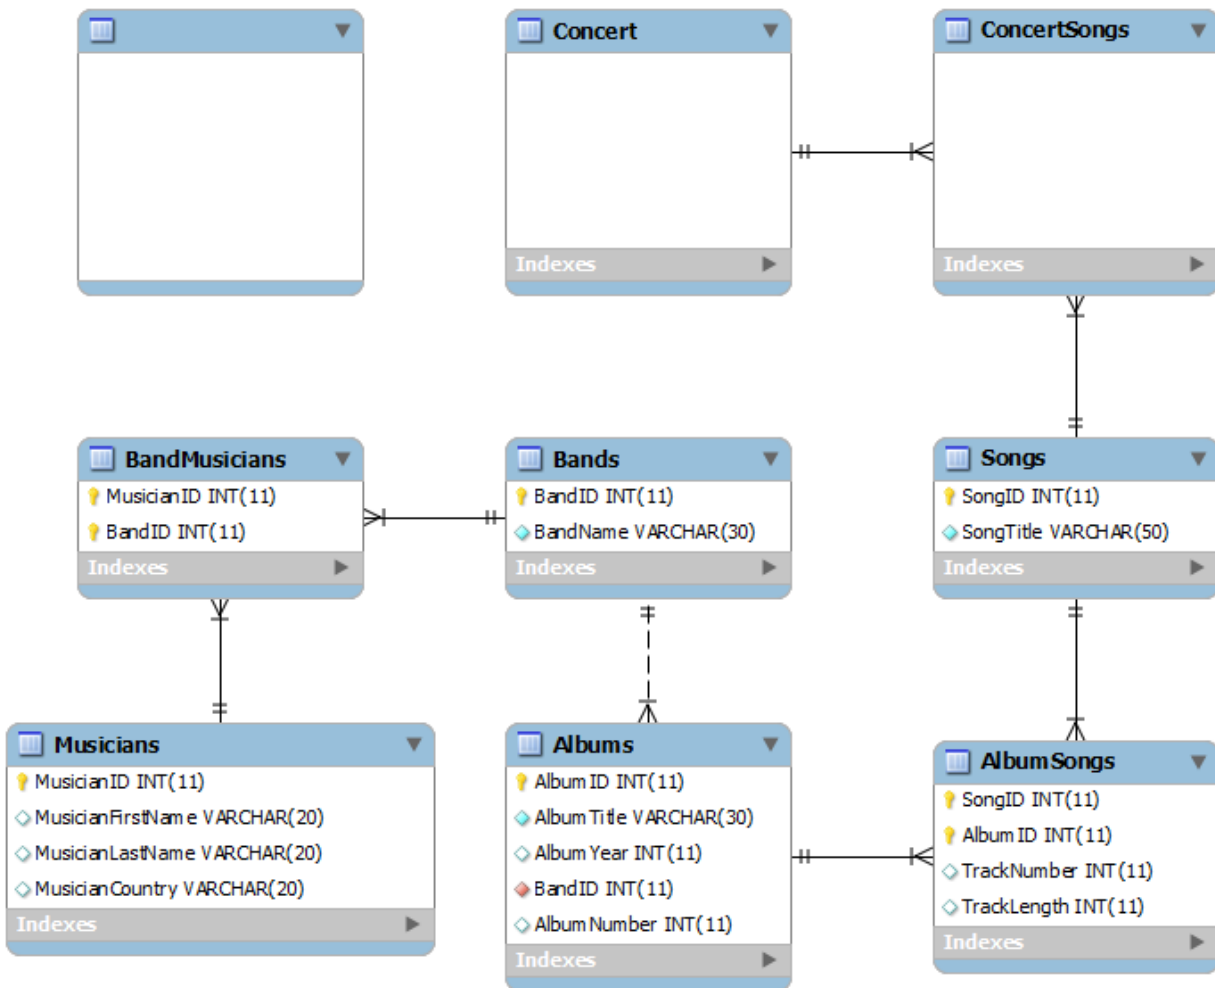 Concert
Indexes
ConcertSongs
Indexes
BandMusicians
MusicianID INT(11)
BandID INT(11)
Indexes
Bands
BandID INT(11)
BandName VARCHAR(30)
Indexes
Songs
SongID INT(11)
SongTitle VARCHAR(50)
Indexes
Musicians
MusicianID INT(11)
MusicianFirstName VARCHAR(20)
MusicianLastName VARCHAR(20)
MusicianCountry VARCHAR(20)
Indexes
Albums
AlbumID INT(11)
AlbumTitle VARCHAR(30)
AlbumYear INT(11)
BandID INT(11)
AlbumNumber INT(11)
Indexes
AlbumSongs
SongID INT(11)
AlbumID INT(11)
TrackNumber INT(11)
TrackLength INT(11)
Indexes